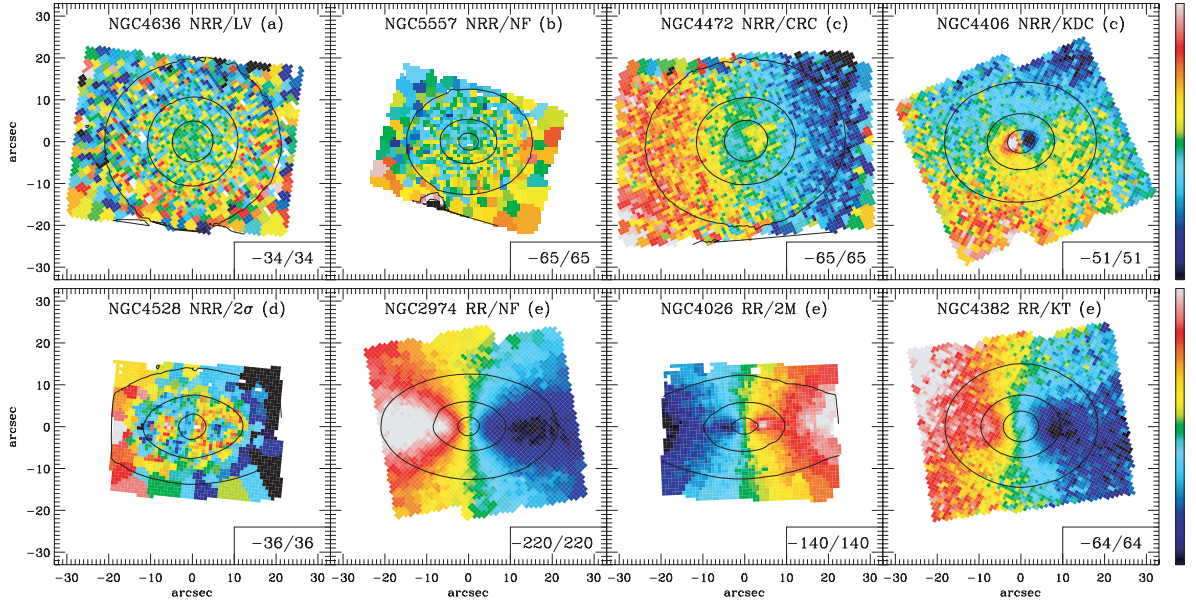 NGC4636 NRR/LV (a)
NGC5557 NRR/NF (b)
NGC4472 NRR/CRC (c)
NGC4406 NRR/KDC (c)
30
20
10
0
−10
−20
−30
arcsec
−34/34
−65/65
−65/65
−51/51
NGC4528 NRR/2σ (d)
NGC2974 RR/NF (e)
NGC4026 RR/2M (e)
NGC4382 RR/KT (e)
30
20
10
0
−10
−20
−30
arcsec
−36/36
−220/220
−140/140
−64/64
−30 −20 −10 0 10 20 30
−20 −10 0 10 20 30
−20 −10 0 10 20 30
−20 −10 0 10 20 30
arcsec
arcsec
arcsec
arcsec